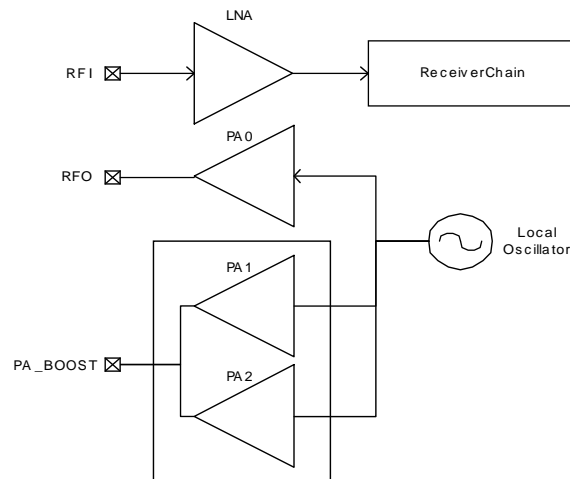 LNA
RFI
ReceiverChain
PA0
RFO
Local
Oscillator
PA1
PA_BOOST
PA2